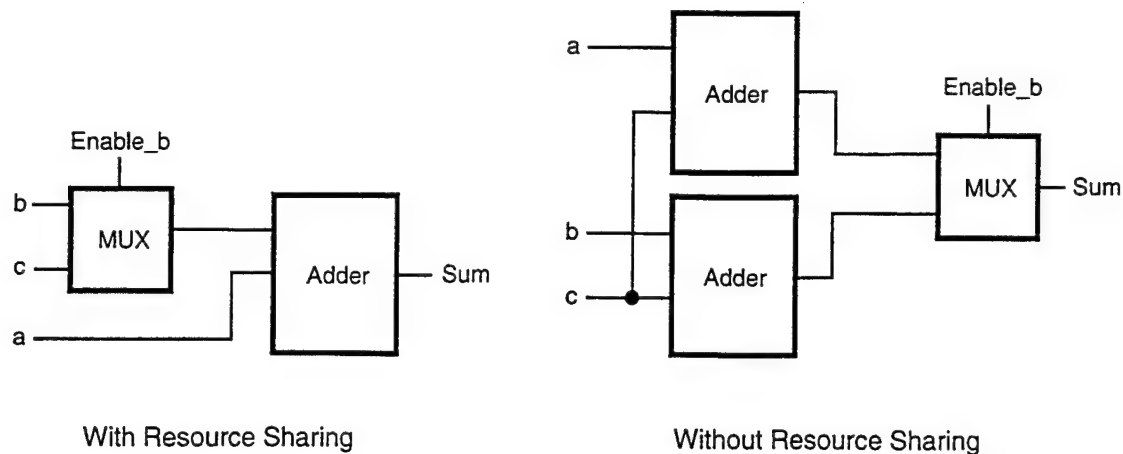 Enable_b
b
c
MUX
a
Adder
Sum
With Resource Sharing
a
Adder
Enable_b
MUX
Sum
b
Adder
c
Without Resource Sharing